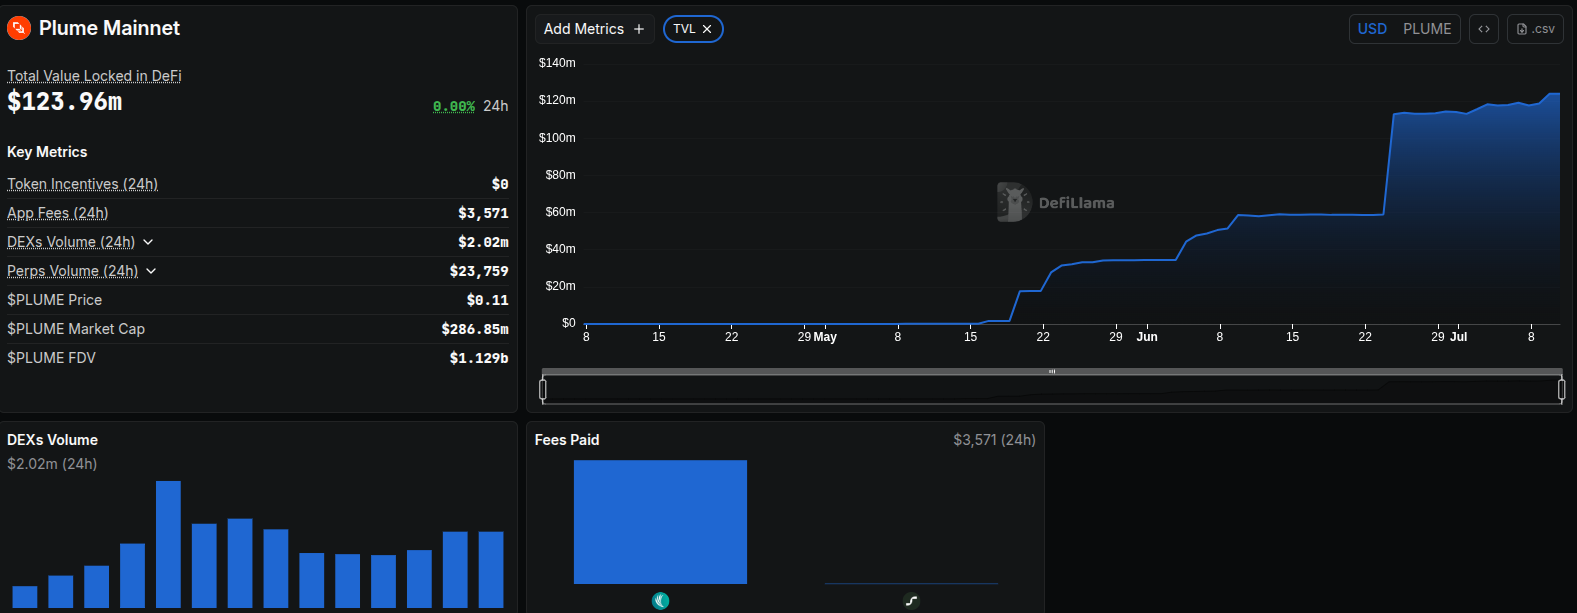 Plume Mainnet
Total Value Locked in DeFi
$123.96m
0.00% 24h
Key Metrics
Token Incentives (24h) $0
App Fees (24h) $3,571
DEXs Volume (24h) $2.02m
Perps Volume (24h) $23,759
$PLUME Price $0.11
$PLUME Market Cap $286.85m
$PLUME FDV $1.129b
Add Metrics + TVL USD PLUME .csv
$140m
$120m
$100m
$80m
$60m
$40m
$20m
$0
DefiLlama
8 15 22 29 May 8 15 22 29 Jun 8 15 22 29 Jul 8
DEXs Volume
$2.02m (24h)
Fees Paid $3,571 (24h)